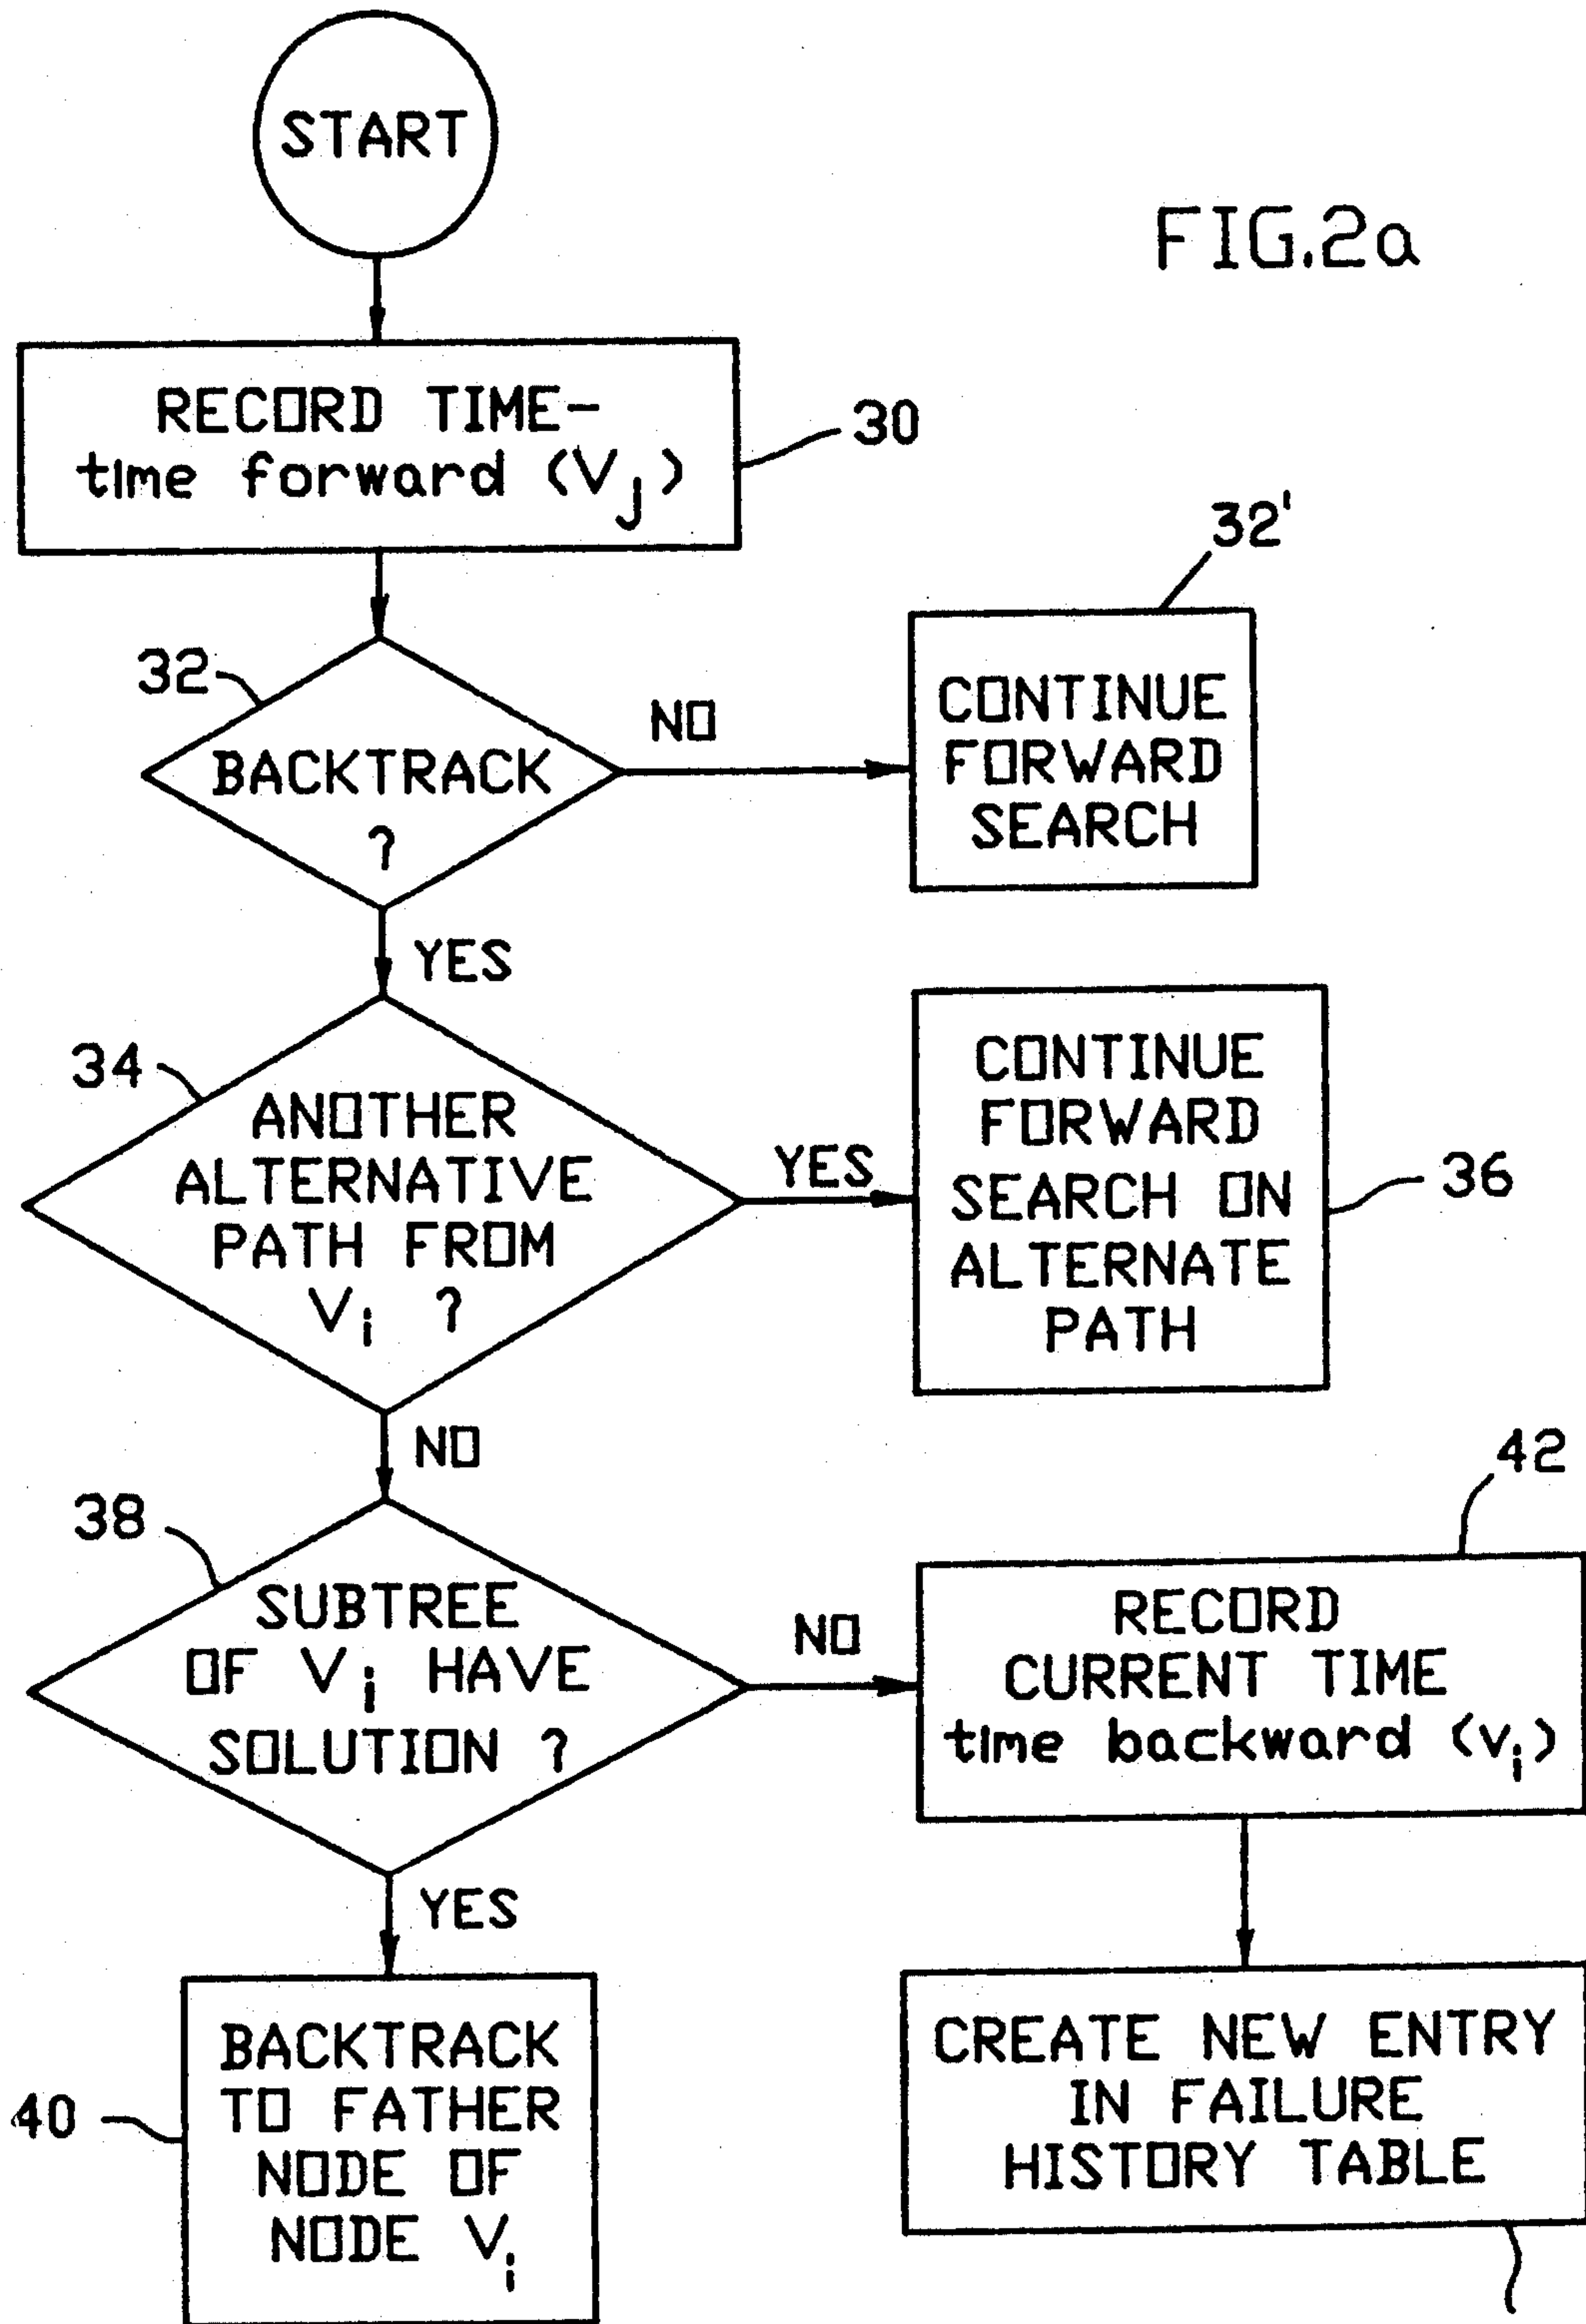 START
FIG.2a
RECORD TIME-
time forward (Vj)
30
32'
32
BACKTRACK
?
NO
CONTINUE
FORWARD
SEARCH
YES
34
ANOTHER
ALTERNATIVE
PATH FROM
Vi ?
YES
CONTINUE
FORWARD
SEARCH ON
ALTERNATE
PATH
36
NO
38
SUBTREE
OF Vi HAVE
SOLUTION ?
NO
42
RECORD
CURRENT TIME
time backward (vi)
YES
40
BACKTRACK
TO FATHER
NODE OF
NODE Vi
CREATE NEW ENTRY
IN FAILURE
HISTORY TABLE